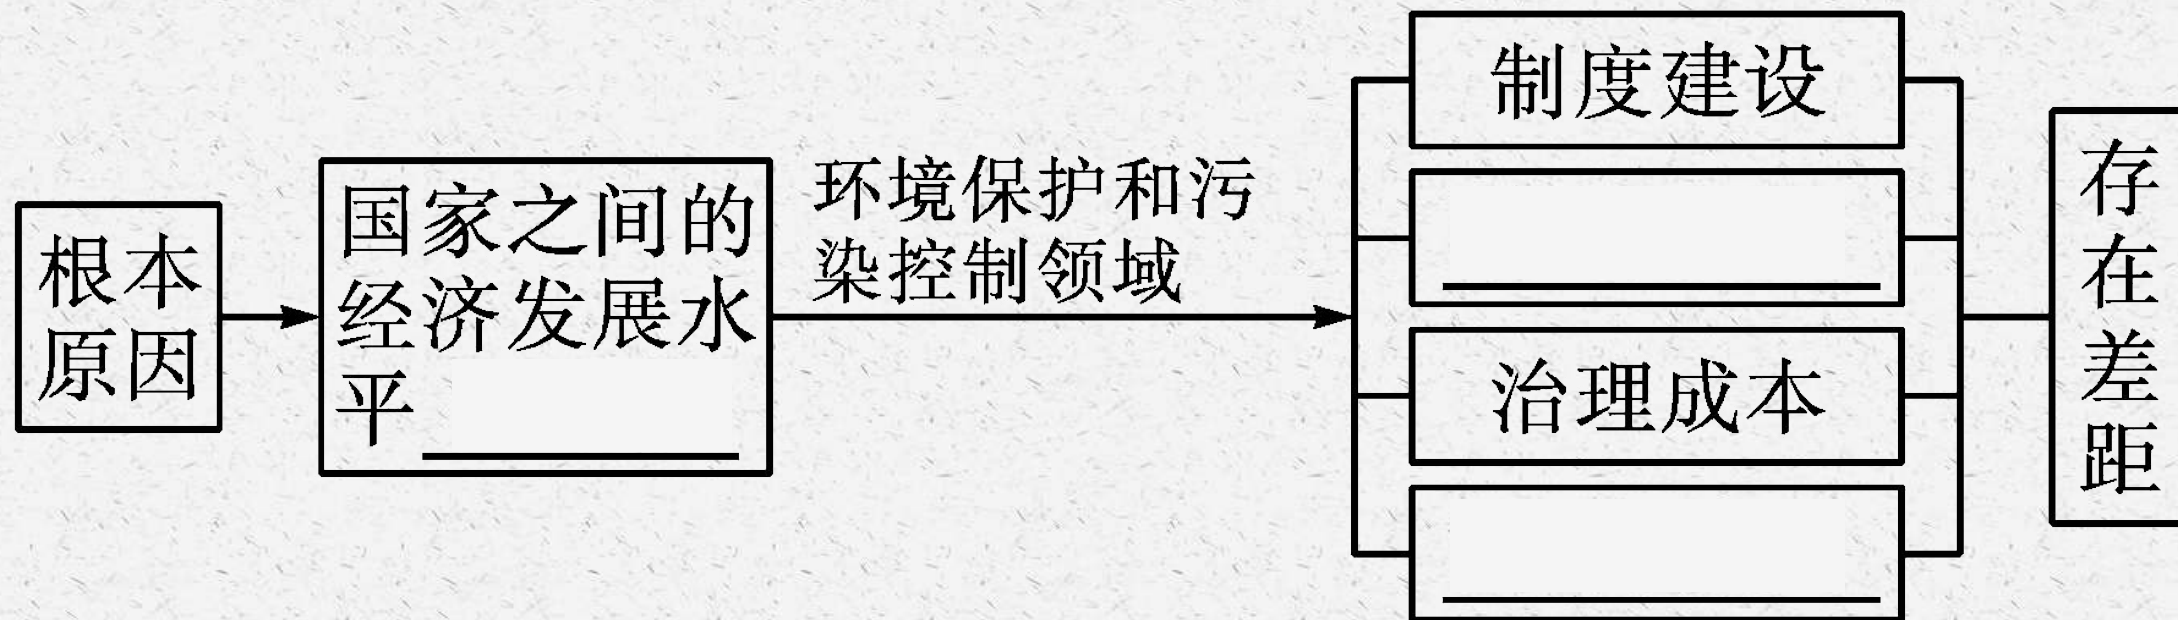 根本
原因
国家之间的
经济发展水
平
环境保护和污
染控制领域
制度建设
治理成本
存
在
差
距